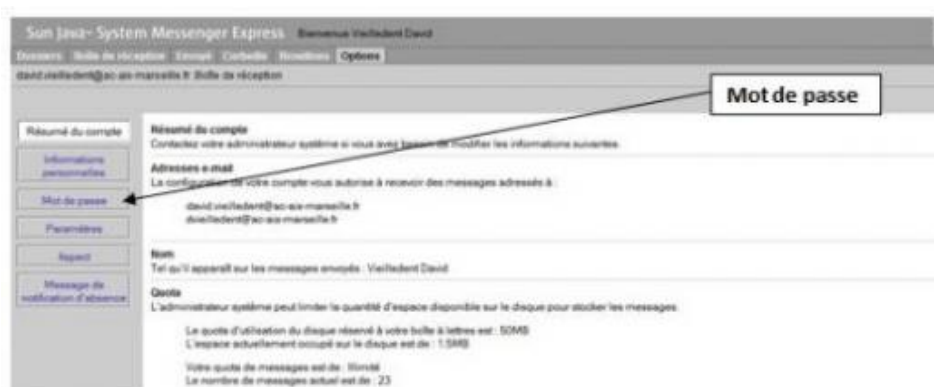 Sun Java- System Messenger Express Bienvenue Vieilledent David
Dossiers Boîte de réception Envoyé Corbeille Options
david.vieilledent@ac-aix-marseille.fr Boîte de réception
Mot de passe
Résumé du compte
Informations personnelles
Mot de passe
Paramètres
Aspect
Message de notification d'absence
Résumé du compte
Contactez votre administrateur système si vous avez besoin de modifier les informations suivantes.
Adresses e-mail
La configuration de votre compte vous autorise à recevoir des messages adressés à :
david.vieilledent@ac-aix-marseille.fr
dvieilledent@ac-aix-marseille.fr
Nom
Tel qu'il apparaît sur les messages envoyés : Vieilledent David
Quota
L'administrateur système peut limiter la quantité d'espace disponible sur le disque pour stocker les messages.
Le quota d'utilisation du disque réservé à votre boîte à lettres est : 50MB
L'espace actuellement occupé sur le disque est de : 1.5MB
Votre quota de messages est de : Illimité
Le nombre de messages actuel est de : 23